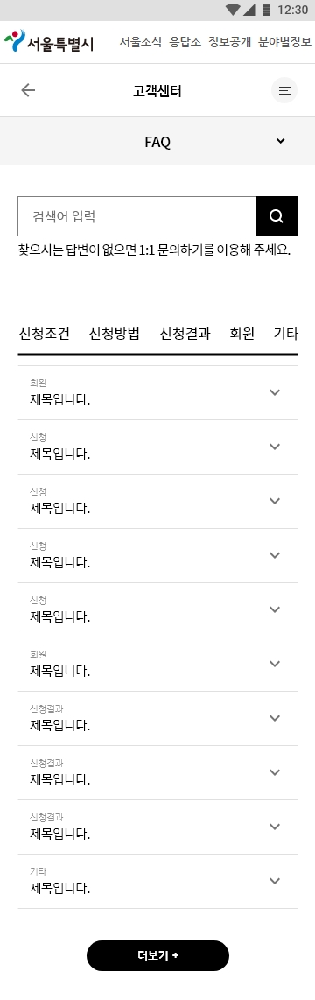 12:30
서울특별시 서울소식 응답소 정보공개 분야별정보
고객센터
FAQ
검색어 입력
찾으시는 답변이 없으면 1:1 문의하기를 이용해 주세요.
신청조건 신청방법 신청결과 회원 기타
회원
제목입니다.
신청
제목입니다.
신청
제목입니다.
신청
제목입니다.
신청
제목입니다.
회원
제목입니다.
신청결과
제목입니다.
신청결과
제목입니다.
신청결과
제목입니다.
기타
제목입니다.
더보기 +